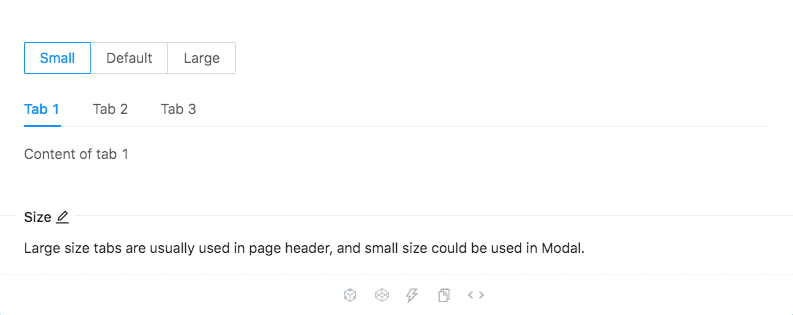 Small Default Large
Tab 1 Tab 2 Tab 3
Content of tab 1
Size
Large size tabs are usually used in page header, and small size could be used in Modal.